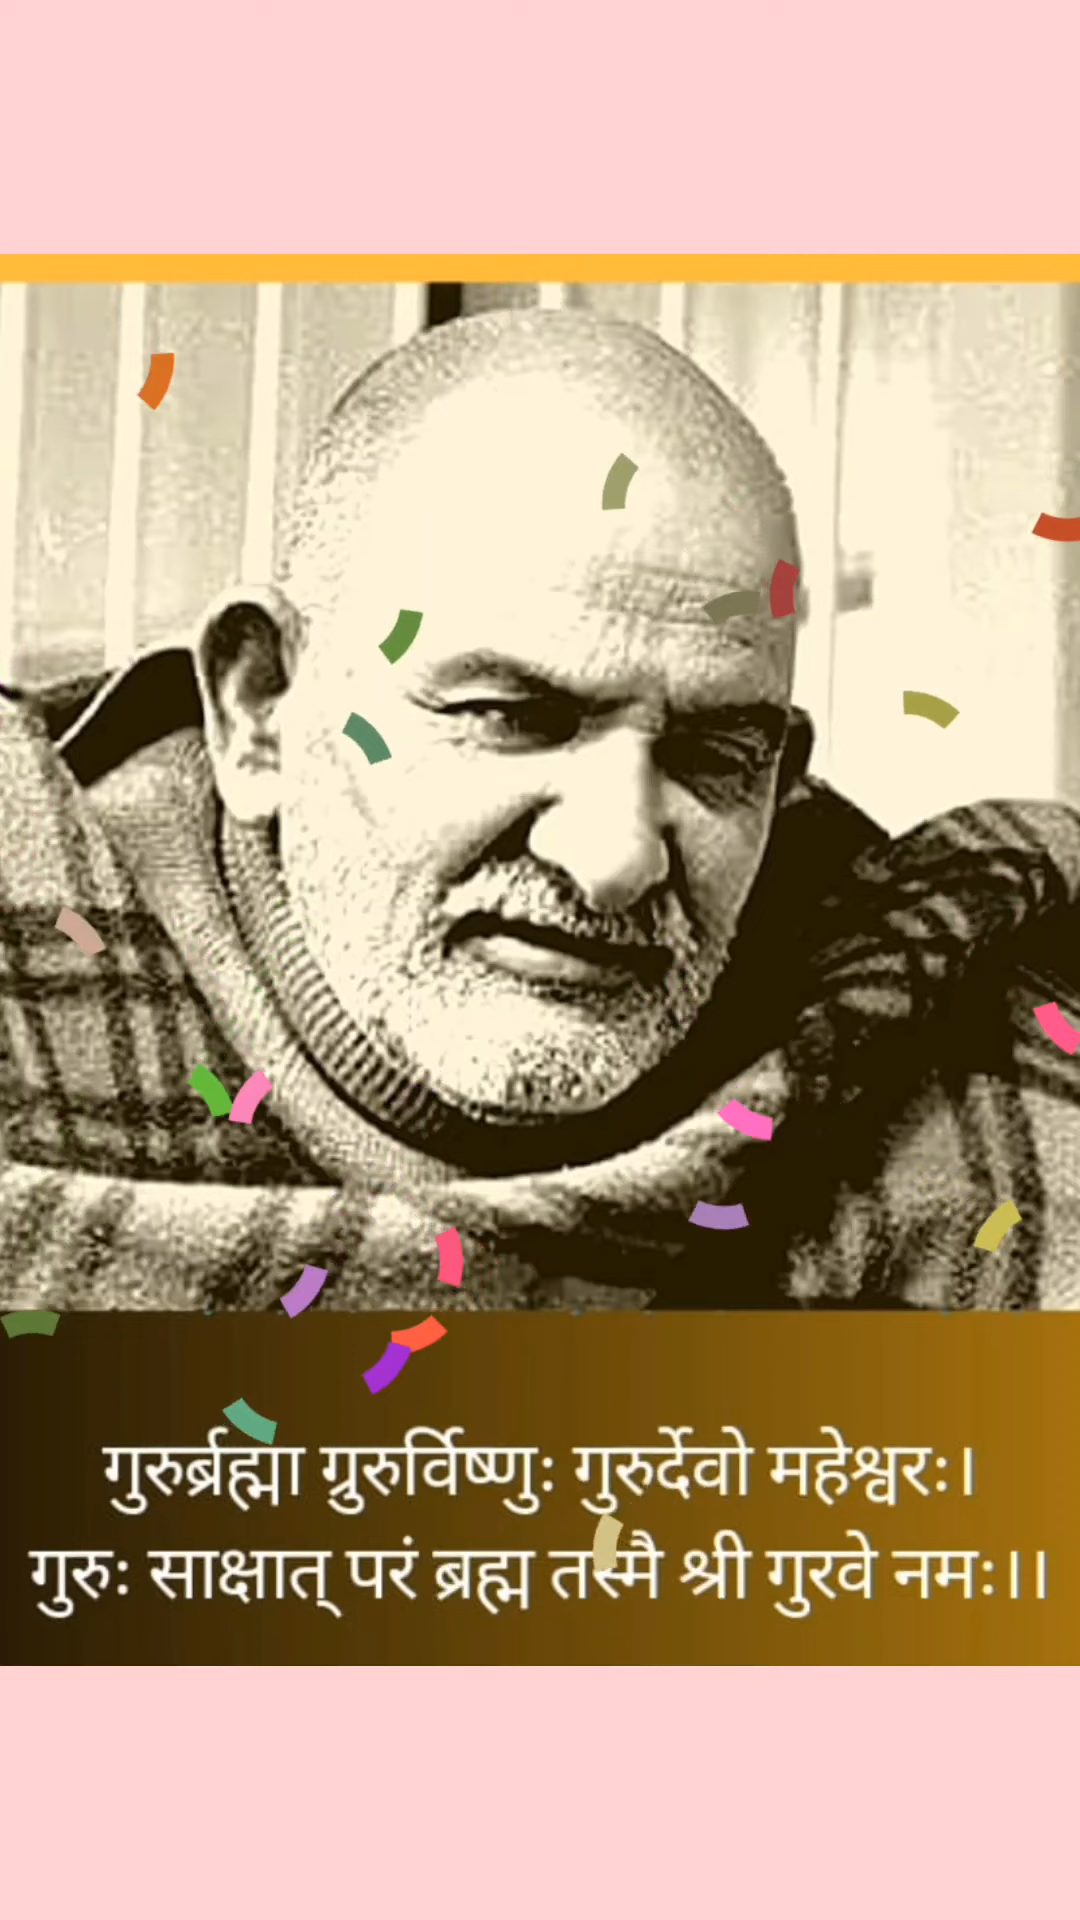 गुरुर्ब्रह्मा ग्रुरुर्विष्णुः गुरुर्देवो महेश्वरः।
गुरुः साक्षात् परं ब्रह्म तस्मै श्री गुरवे नमः।।